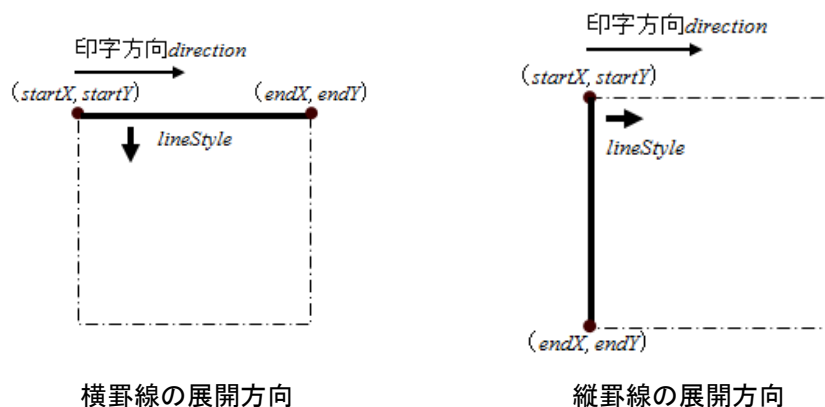 印字方向direction
(startX, startY)
(endX, endY)
lineStyle
横罫線の展開方向
印字方向direction
(startX, startY)
lineStyle
(endX, endY)
縦罫線の展開方向